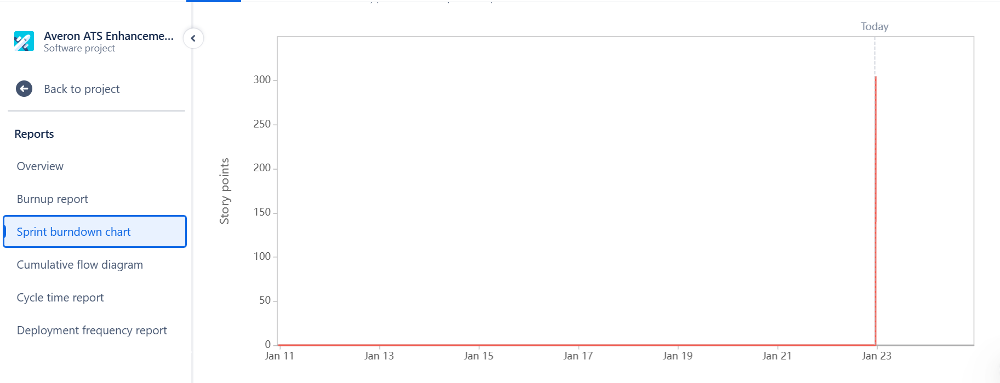 Averon ATS Enhanceme...
Software project
Back to project
Reports
Overview
Burnup report
Sprint burndown chart
Cumulative flow diagram
Cycle time report
Deployment frequency report
Today
Story points
300
250
200
150
100
50
0
Jan 11 Jan 13 Jan 15 Jan 17 Jan 19 Jan 21 Jan 23